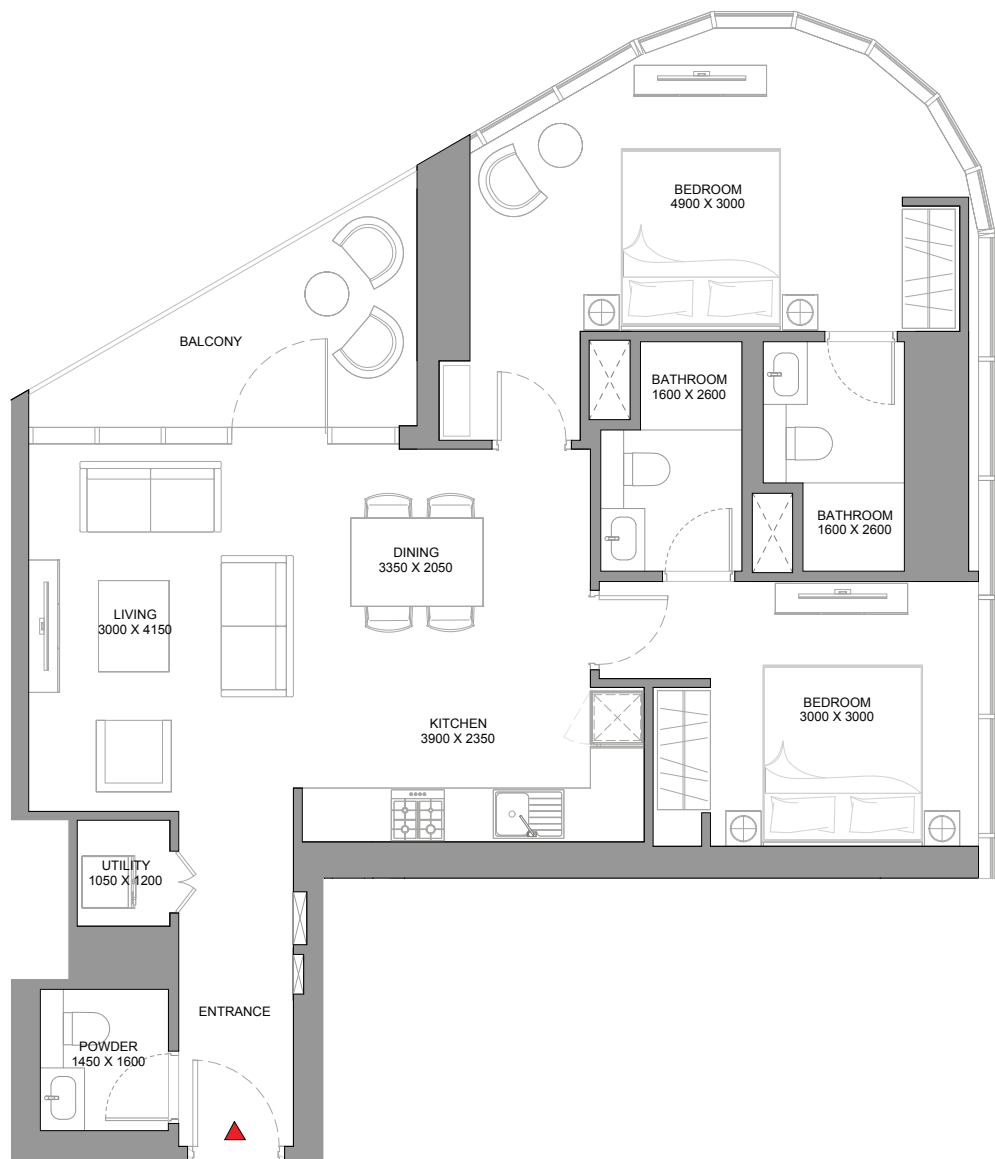 BEDROOM
4900 X 3000
BALCONY
BATHROOM
1600 X 2600
BATHROOM
1600 X 2600
DINING
3350 X 2050
LIVING
3000 X 4150
BEDROOM
3000 X 3000
KITCHEN
3900 X 2350
UTILITY
1050 X 1200
ENTRANCE
POWDER
1450 X 1600